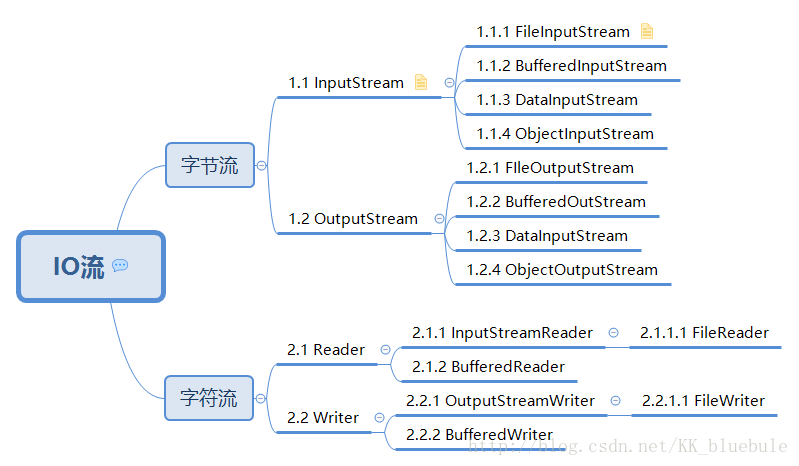 IO流
字节流
1.1 InputStream
1.1.1 FileInputStream
1.1.2 BufferedInputStream
1.1.3 DataInputStream
1.1.4 ObjectInputStream
1.2 OutputStream
1.2.1 FIleOutputStream
1.2.2 BufferedOutStream
1.2.3 DataInputStream
1.2.4 ObjectOutputStream
字符流
2.1 Reader
2.1.1 InputStreamReader
2.1.1.1 FileReader
2.1.2 BufferedReader
2.2 Writer
2.2.1 OutputStreamWriter
2.2.1.1 FileWriter
2.2.2 BufferedWriter
http://blog.csdn.net/KK_bluebule